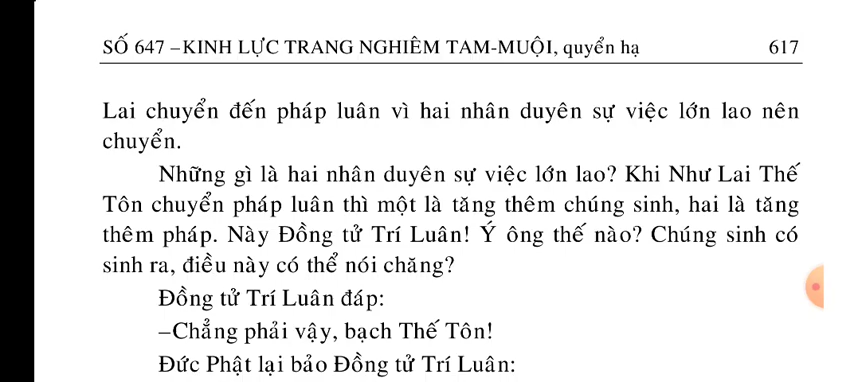 SỐ 647 –KINH LỰC TRANG NGHIÊM TAM-MUỘI, quyển hạ 617
Lai chuyển đến pháp luân vì hai nhân duyên sự việc lớn lao nên
chuyển.
Những gì là hai nhân duyên sự việc lớn lao? Khi Như Lai Thế
Tôn chuyển pháp luân thì một là tăng thêm chúng sinh, hai là tăng
thêm pháp. Này Đồng tử Trí Luân! Ý ông thế nào? Chúng sinh có
sinh ra, điều này có thể nói chăng?
Đồng tử Trí Luân đáp:
–Chẳng phải vậy, bạch Thế Tôn!
Đức Phật lại bảo Đồng tử Trí Luân: